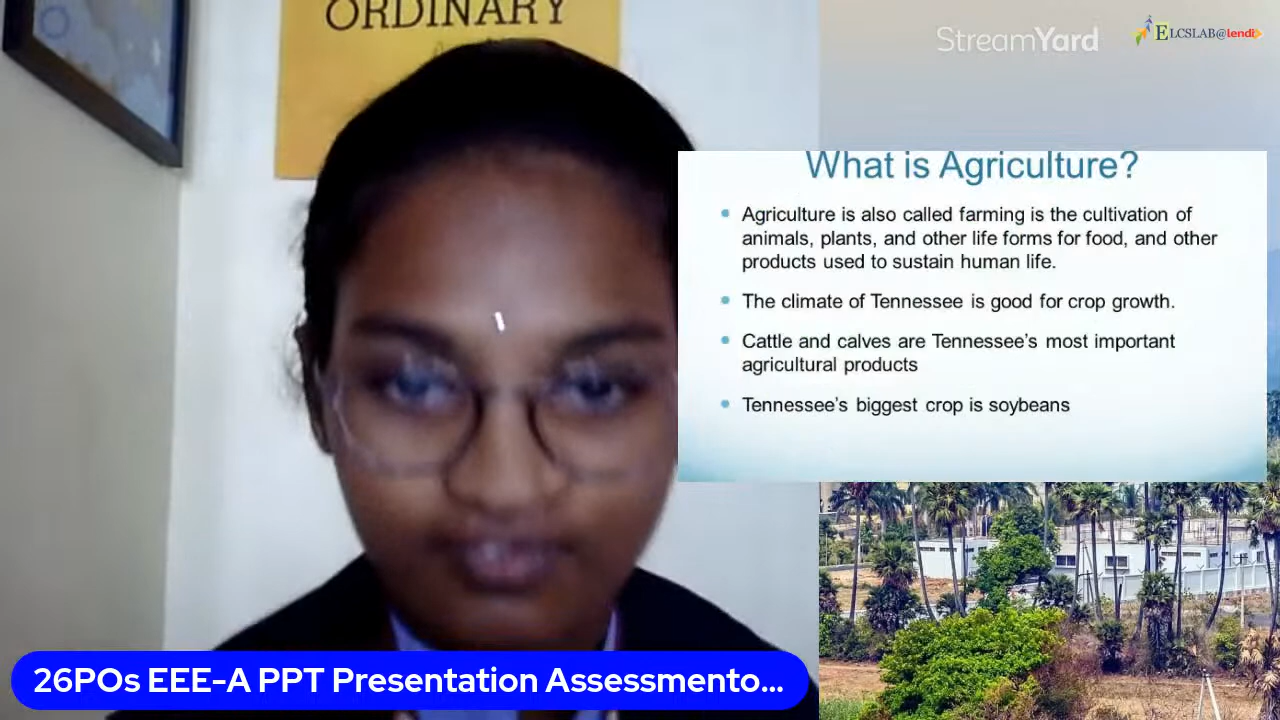 ORDINARY
StreamYard
ELCSLAB@lendi
What is Agriculture?
Agriculture is also called farming is the cultivation of
animals, plants, and other life forms for food, and other
products used to sustain human life.
The climate of Tennessee is good for crop growth.
Cattle and calves are Tennessee's most important
agricultural products
Tennessee's biggest crop is soybeans
26POs EEE-A PPT Presentation Assessmento...